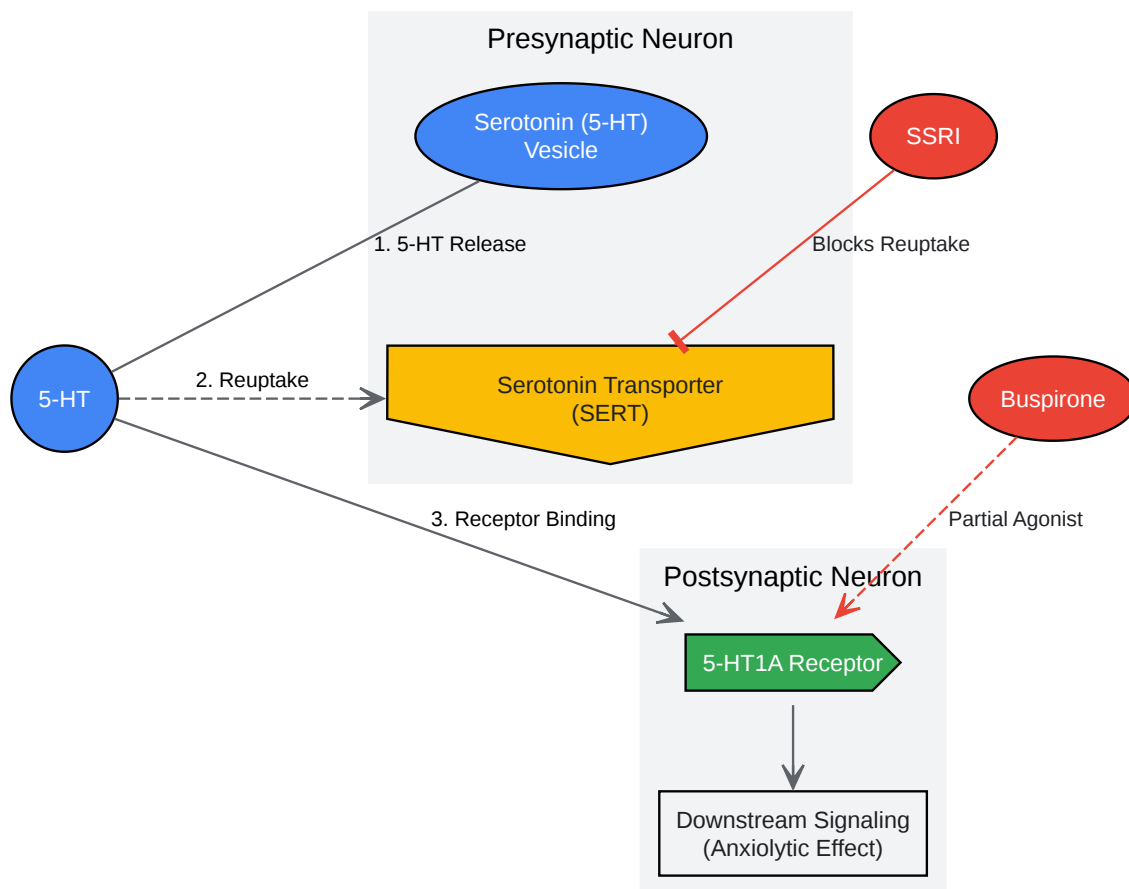 Presynaptic Neuron
Serotonin (5-HT)
Vesicle
SSRI
1. 5-HT Release
Blocks Reuptake
5-HT
2. Reuptake
Serotonin Transporter
(SERT)
Buspirone
3. Receptor Binding
Partial Agonist
Postsynaptic Neuron
5-HT1A Receptor
Downstream Signaling
(Anxiolytic Effect)